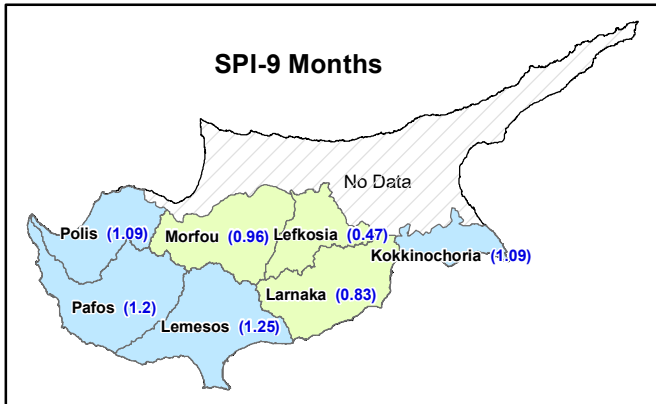 SPI-9 Months
No Data
Polis (1.09)
Morfou (0.96)
Lefkosia (0.47)
Kokkinochoria (1.09)
Pafos (1.2)
Larnaka (0.83)
Lemesos (1.25)